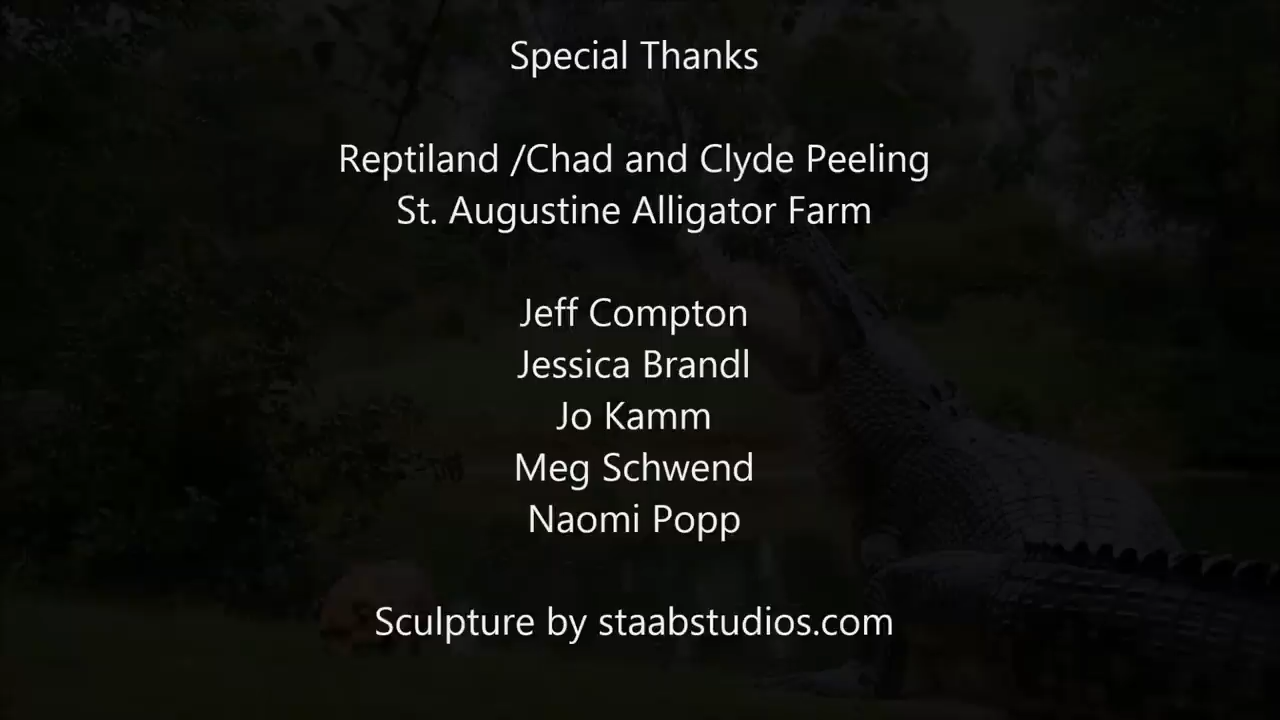 Special Thanks
Reptiland /Chad and Clyde Peeling
St. Augustine Alligator Farm
Jeff Compton
Jessica Brandl
Jo Kamm
Meg Schwend
Naomi Popp
Sculpture by staabstudios.com